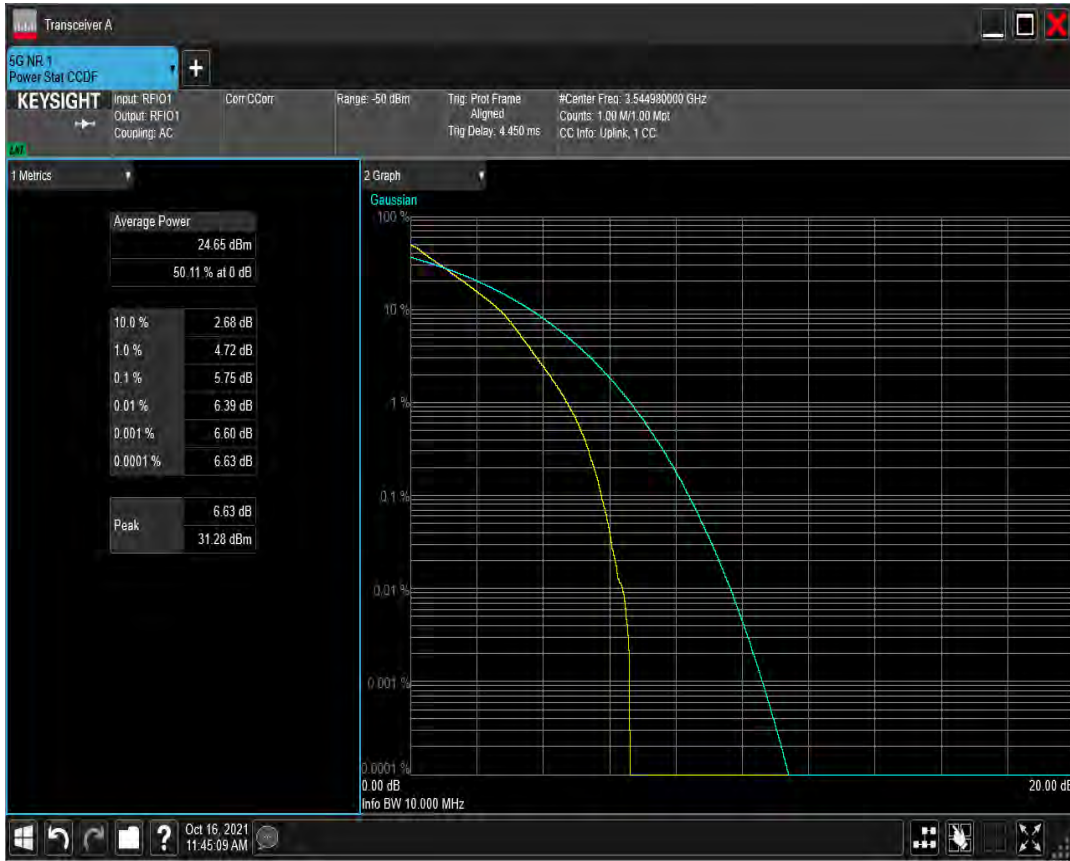 Transceiver A
5G NR 1
Power Stat CCDF
+
KEYSIGHT
Input: RFIO1
Output: RFIO1
Coupling: AC
Corr CCorr
Range: -50 dBm
Trig: Prot Frame
Aligned
Trig Delay: 4.450 ms
#Center Freq: 3.544980000 GHz
Counts: 1.00 M/1.00 Mpt
CC Info: Uplink, 1 CC
LNI
1 Metrics
Average Power
24.65 dBm
50.11 % at 0 dB
10.0 % 2.68 dB
1.0 % 4.72 dB
0.1 % 5.75 dB
0.01 % 6.39 dB
0.001 % 6.60 dB
0.0001 % 6.63 dB
Peak 6.63 dB
31.28 dBm
2 Graph
Gaussian
100 %
10 %
1 %
0.1 %
0.01 %
0.001 %
0.0001 %
0.00 dB 20.00 dB
Info BW 10.000 MHz
?
Oct 16, 2021
11:45:09 AM